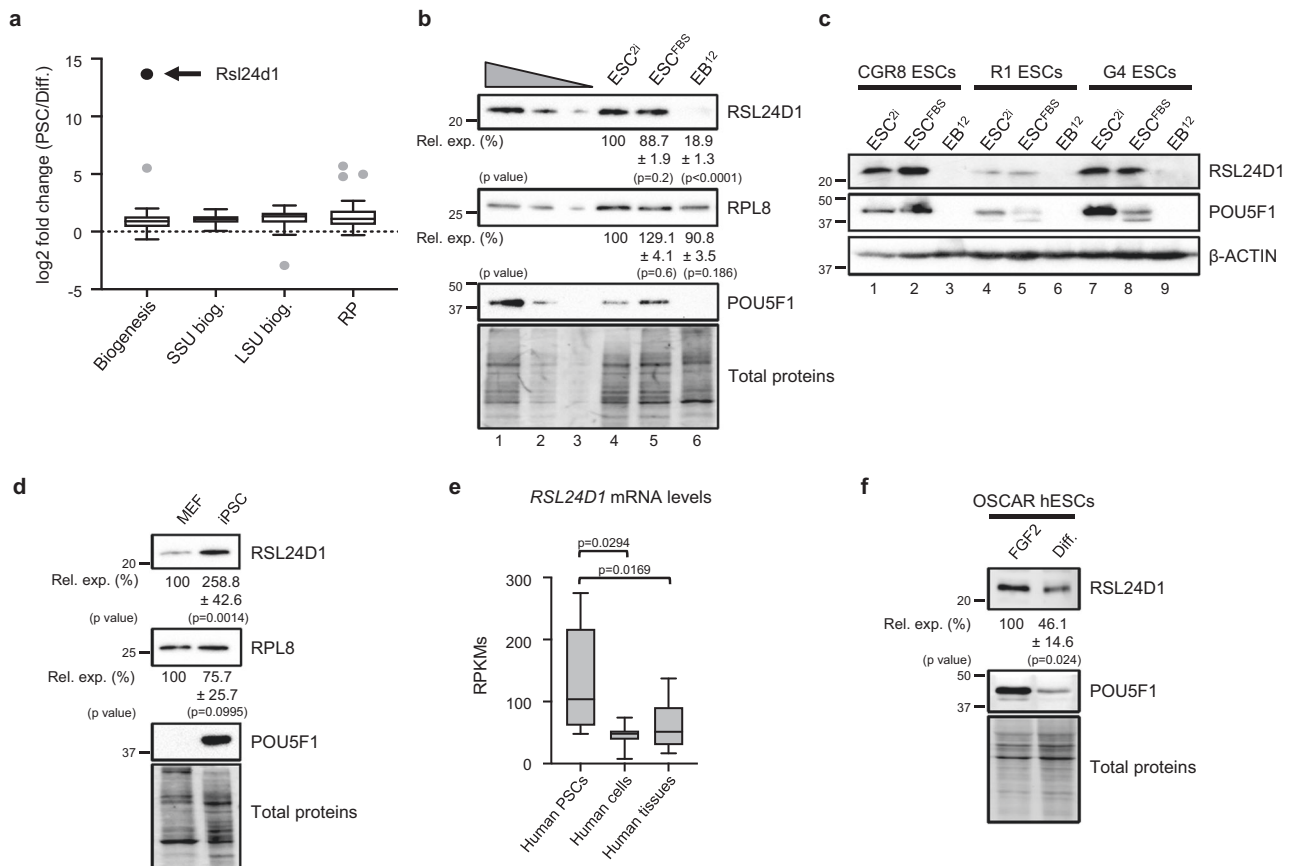 a
15
10
5
0
-5
log2 fold change (PSC/Diff.)
Rsl24d1
Biogenesis
SSU biog.
LSU biog.
RP
b
ESC2i
ESCFBS
EB12
20
RSL24D1
Rel. exp. (%)
100 88.7 18.9
± 1.9 ± 1.3
(p value) (p=0.2) (p<0.0001)
25
RPL8
Rel. exp. (%)
100 129.1 90.8
± 4.1 ± 3.5
(p value) (p=0.6) (p=0.186)
50
37
POU5F1
Total proteins
1 2 3 4 5 6
c
CGR8 ESCs R1 ESCs G4 ESCs
ESC2i ESCFBS EB12 ESC2i ESCFBS EB12 ESC2i ESCFBS EB12
20
RSL24D1
50
37
POU5F1
37
β-ACTIN
1 2 3 4 5 6 7 8 9
d
MEF
iPSC
20
RSL24D1
Rel. exp. (%) 100 258.8
± 42.6
(p value) (p=0.0014)
25
RPL8
Rel. exp. (%) 100 75.7
± 25.7
(p value) (p=0.0995)
37
POU5F1
Total proteins
e
RSL24D1 mRNA levels
p=0.0294
p=0.0169
300
200
100
0
RPKMs
Human PSCs
Human cells
Human tissues
f
OSCAR hESCs
FGF2
Diff.
20
RSL24D1
Rel. exp. (%) 100 46.1
± 14.6
(p value) (p=0.024)
50
37
POU5F1
Total proteins